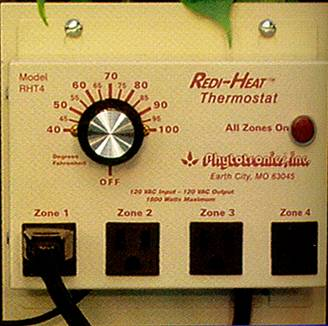 Model
RHT4
REDI-HEAT™
Thermostat
40 45 50 55 60 65 70 75 80 85 90 95 100
Degrees
Fahrenheit
OFF
All Zones On
Phytotronics, Inc
Earth City, MO 63045
120 VAC Input - 120 VAC Output
1800 Watts Maximum
Zone 1 Zone 2 Zone 3 Zone 4